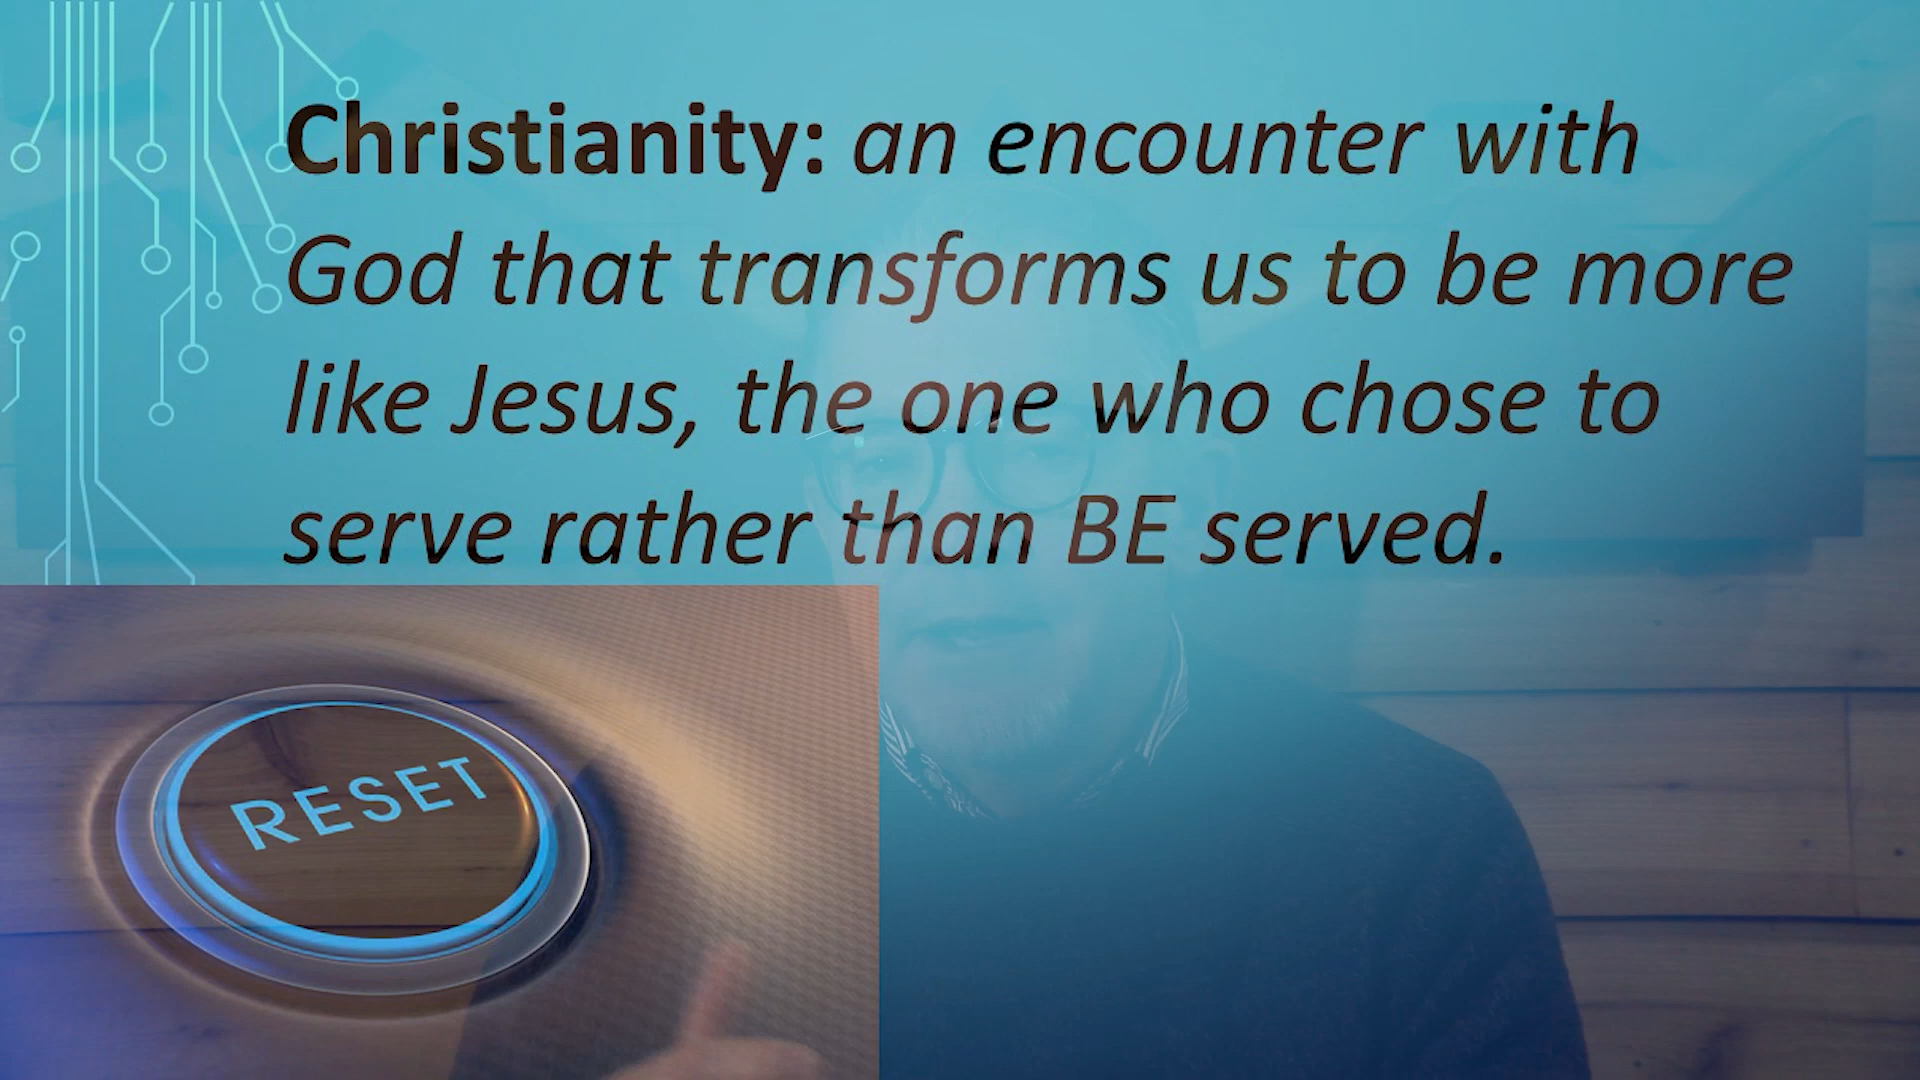 Christianity: an encounter with
God that transforms us to be more
like Jesus, the one who chose to
serve rather than BE served.
RESET